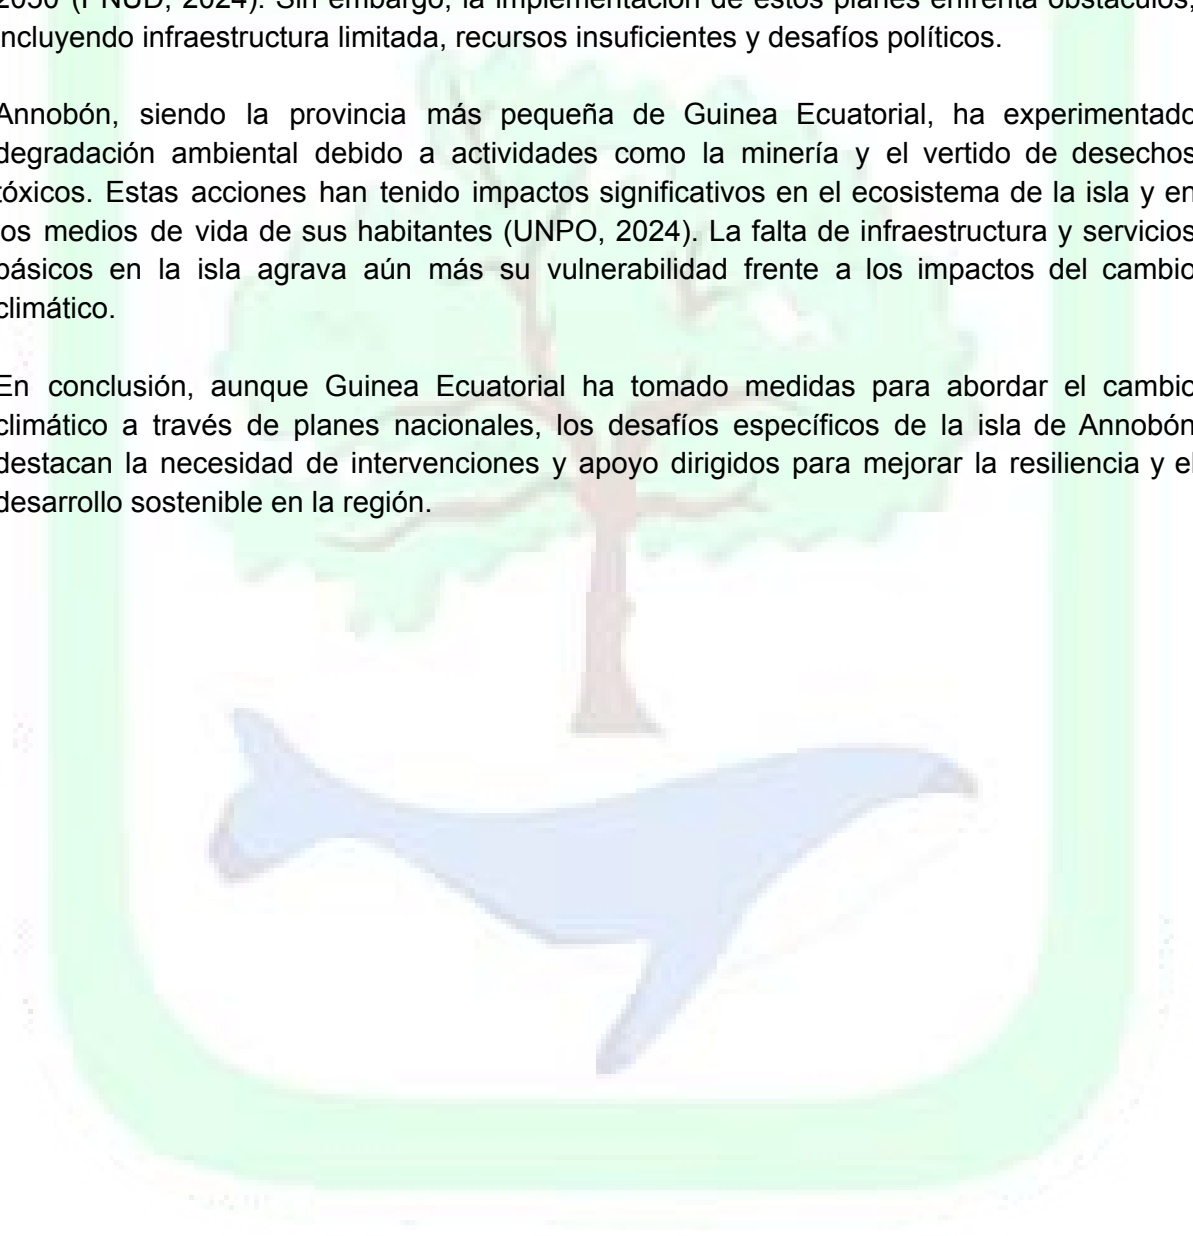 2050 (PNUD, 2024). Sin embargo, la implementación de estos planes enfrenta obstáculos,
incluyendo infraestructura limitada, recursos insuficientes y desafíos políticos.
Annobón, siendo la provincia más pequeña de Guinea Ecuatorial, ha experimentado
degradación ambiental debido a actividades como la minería y el vertido de desechos
tóxicos. Estas acciones han tenido impactos significativos en el ecosistema de la isla y en
los medios de vida de sus habitantes (UNPO, 2024). La falta de infraestructura y servicios
básicos en la isla agrava aún más su vulnerabilidad frente a los impactos del cambio
climático.
En conclusión, aunque Guinea Ecuatorial ha tomado medidas para abordar el cambio
climático a través de planes nacionales, los desafíos específicos de la isla de Annobón
destacan la necesidad de intervenciones y apoyo dirigidos para mejorar la resiliencia y el
desarrollo sostenible en la región.